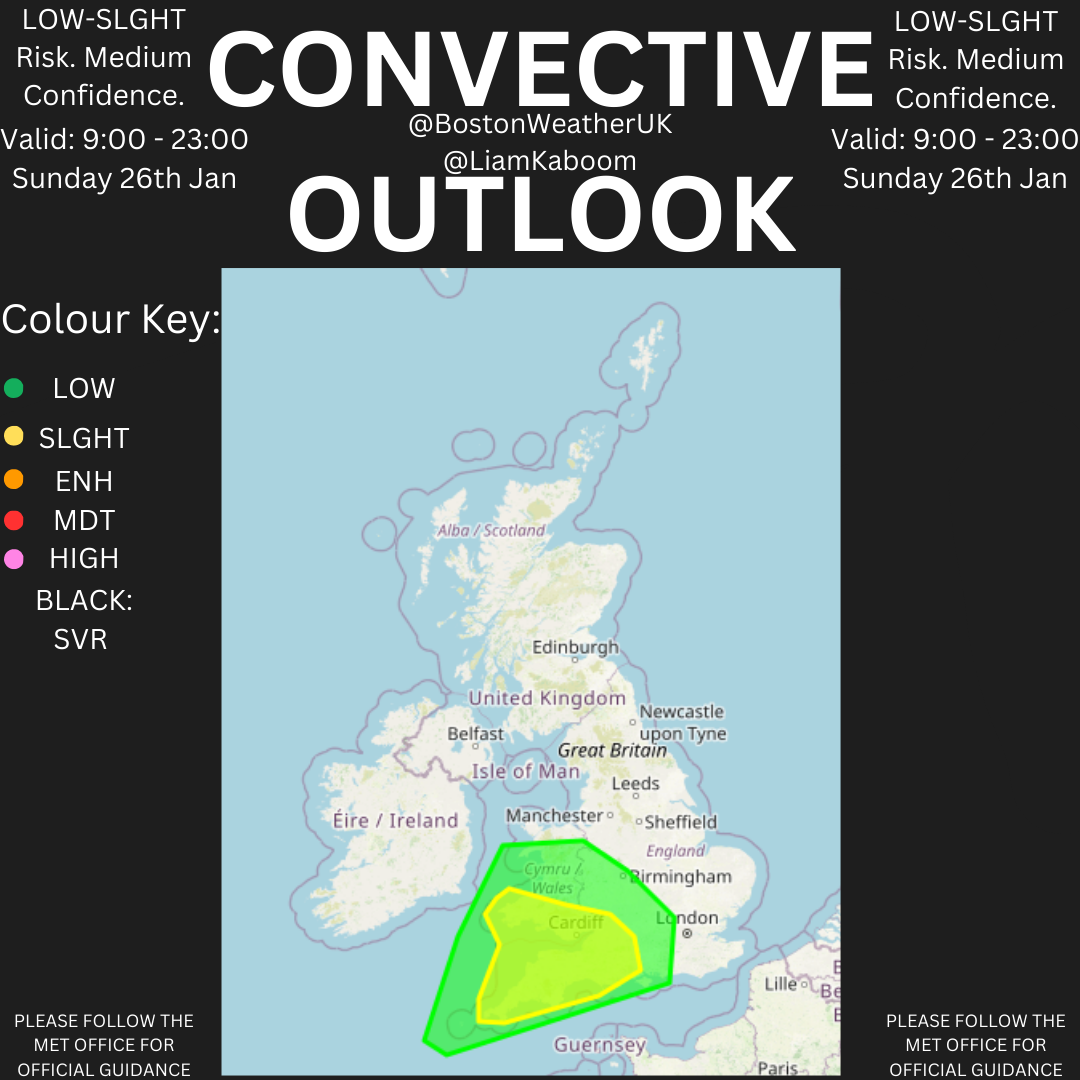 LOW-SLGHT
Risk. Medium
Confidence.
Valid: 9:00 - 23:00
Sunday 26th Jan
CONVECTIVE
@BostonWeatherUK
@LiamKaboom
OUTLOOK
LOW-SLGHT
Risk. Medium
Confidence.
Valid: 9:00 - 23:00
Sunday 26th Jan
Colour Key:
LOW
SLGHT
ENH
MDT
HIGH
BLACK:
SVR
Alba / Scotland
Edinburgh
United Kingdom
Newcastle
upon Tyne
Belfast
Great Britain
Isle of Man
Leeds
Manchester
Sheffield
Éire / Ireland
England
Cymru /
Wales
Birmingham
Cardiff
London
Lille
Be
Guernsey
Paris
PLEASE FOLLOW THE
MET OFFICE FOR
OFFICIAL GUIDANCE
PLEASE FOLLOW THE
MET OFFICE FOR
OFFICIAL GUIDANCE